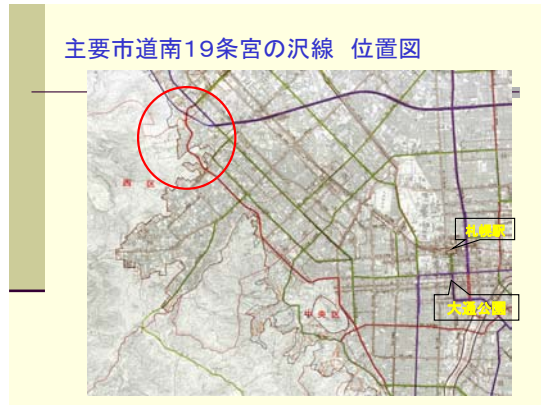 主要市道南19条宮の沢線　位置図
西　区
札幌駅
大通公園
中央区